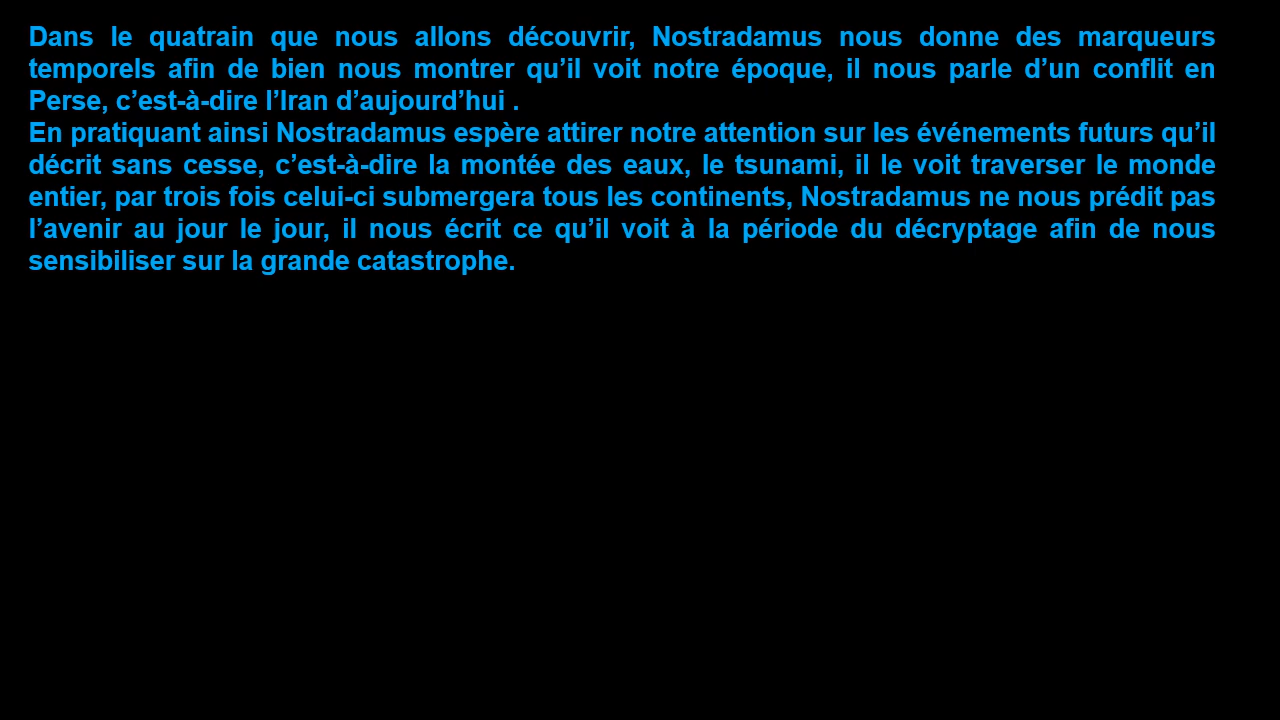 Dans le quatrain que nous allons découvrir, Nostradamus nous donne des marqueurs
temporels afin de bien nous montrer qu’il voit notre époque, il nous parle d’un conflit en
Perse, c’est-à-dire l’Iran d’aujourd’hui .
En pratiquant ainsi Nostradamus espère attirer notre attention sur les événements futurs qu’il
décrit sans cesse, c’est-à-dire la montée des eaux, le tsunami, il le voit traverser le monde
entier, par trois fois celui-ci submergera tous les continents, Nostradamus ne nous prédit pas
l’avenir au jour le jour, il nous écrit ce qu’il voit à la période du décryptage afin de nous
sensibiliser sur la grande catastrophe.